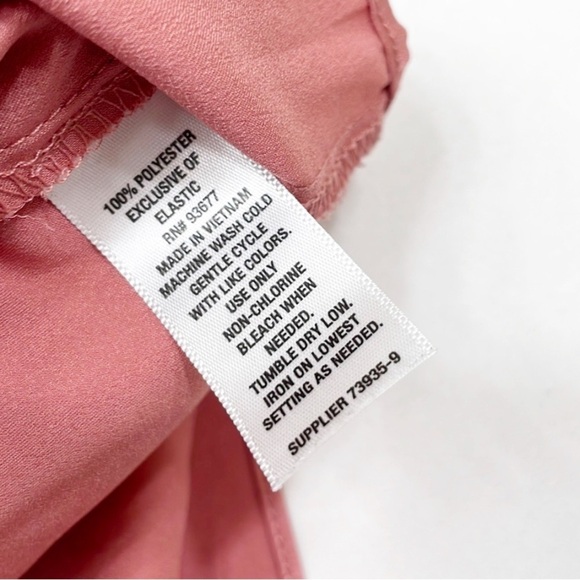 100% POLYESTER
EXCLUSIVE OF
ELASTIC
RN# 93677
MADE IN VIETNAM
MACHINE WASH COLD
GENTLE CYCLE
WITH LIKE COLORS.
USE ONLY
NON-CHLORINE
BLEACH WHEN
NEEDED.
TUMBLE DRY LOW.
IRON ON LOWEST
SETTING AS NEEDED.
SUPPLIER 73935-9